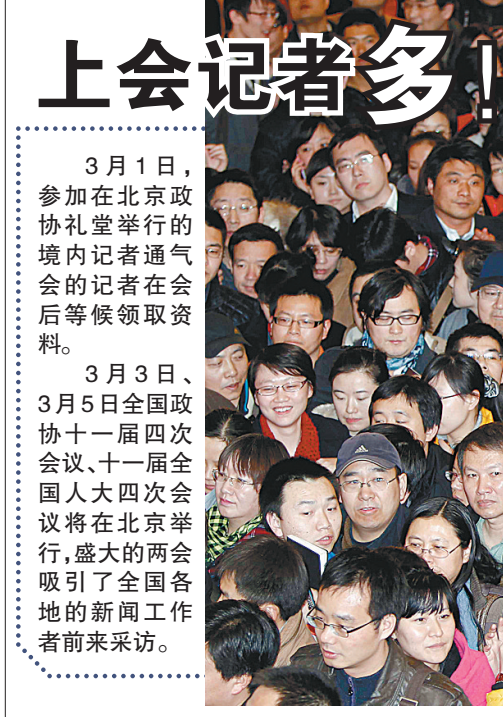 上会记者多!
3月1日，
参加在北京政
协礼堂举行的
境内记者通气
会的记者在会
后等候领取资
料。
3月3日、
3月5日全国政
协十一届四次
会议、十一届全
国人大四次会
议将在北京举
行，盛大的两会
吸引了全国各
地的新闻工作
者前来采访。